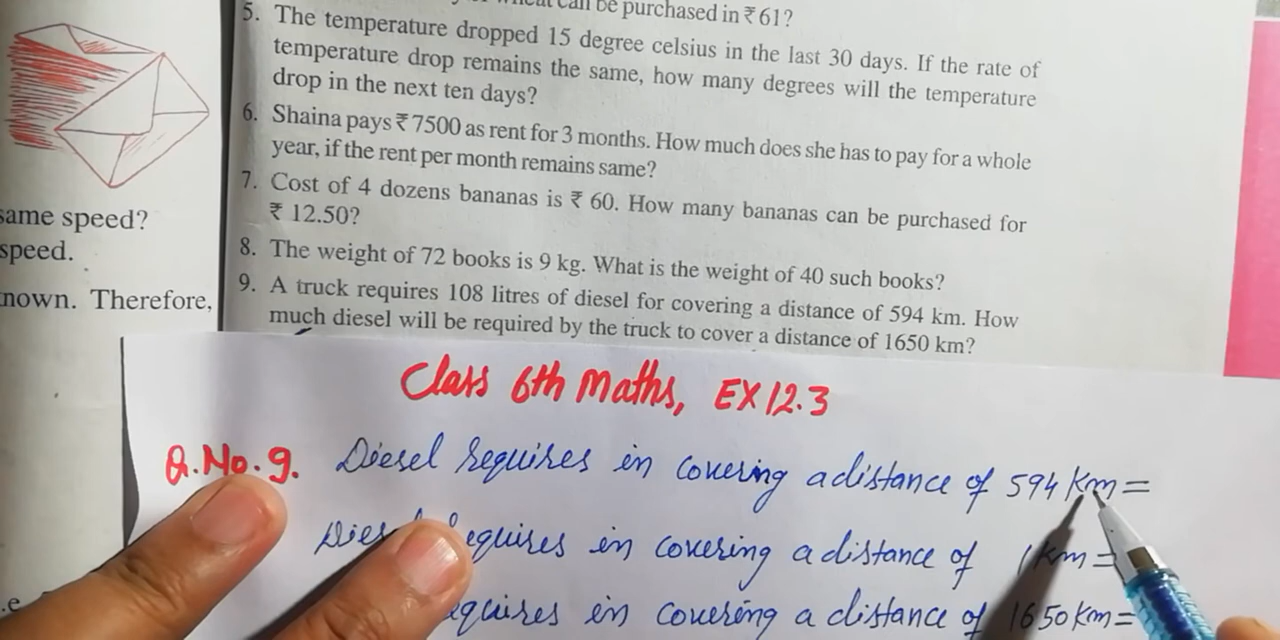 can be purchased in ₹ 61?
5. The temperature dropped 15 degree celsius in the last 30 days. If the rate of
temperature drop remains the same, how many degrees will the temperature
drop in the next ten days?
6. Shaina pays ₹ 7500 as rent for 3 months. How much does she has to pay for a whole
year, if the rent per month remains same?
7. Cost of 4 dozens bananas is ₹ 60. How many bananas can be purchased for
₹ 12.50?
8. The weight of 72 books is 9 kg. What is the weight of 40 such books?
9. A truck requires 108 litres of diesel for covering a distance of 594 km. How
much diesel will be required by the truck to cover a distance of 1650 km?
same speed?
speed.
nown. Therefore,
Class 6th Maths, EX 12.3
Q.No.9. Diesel requires in covering a distance of 594 Km =
in covering a distance of 1 Km =
in covering a distance of 1650 Km =